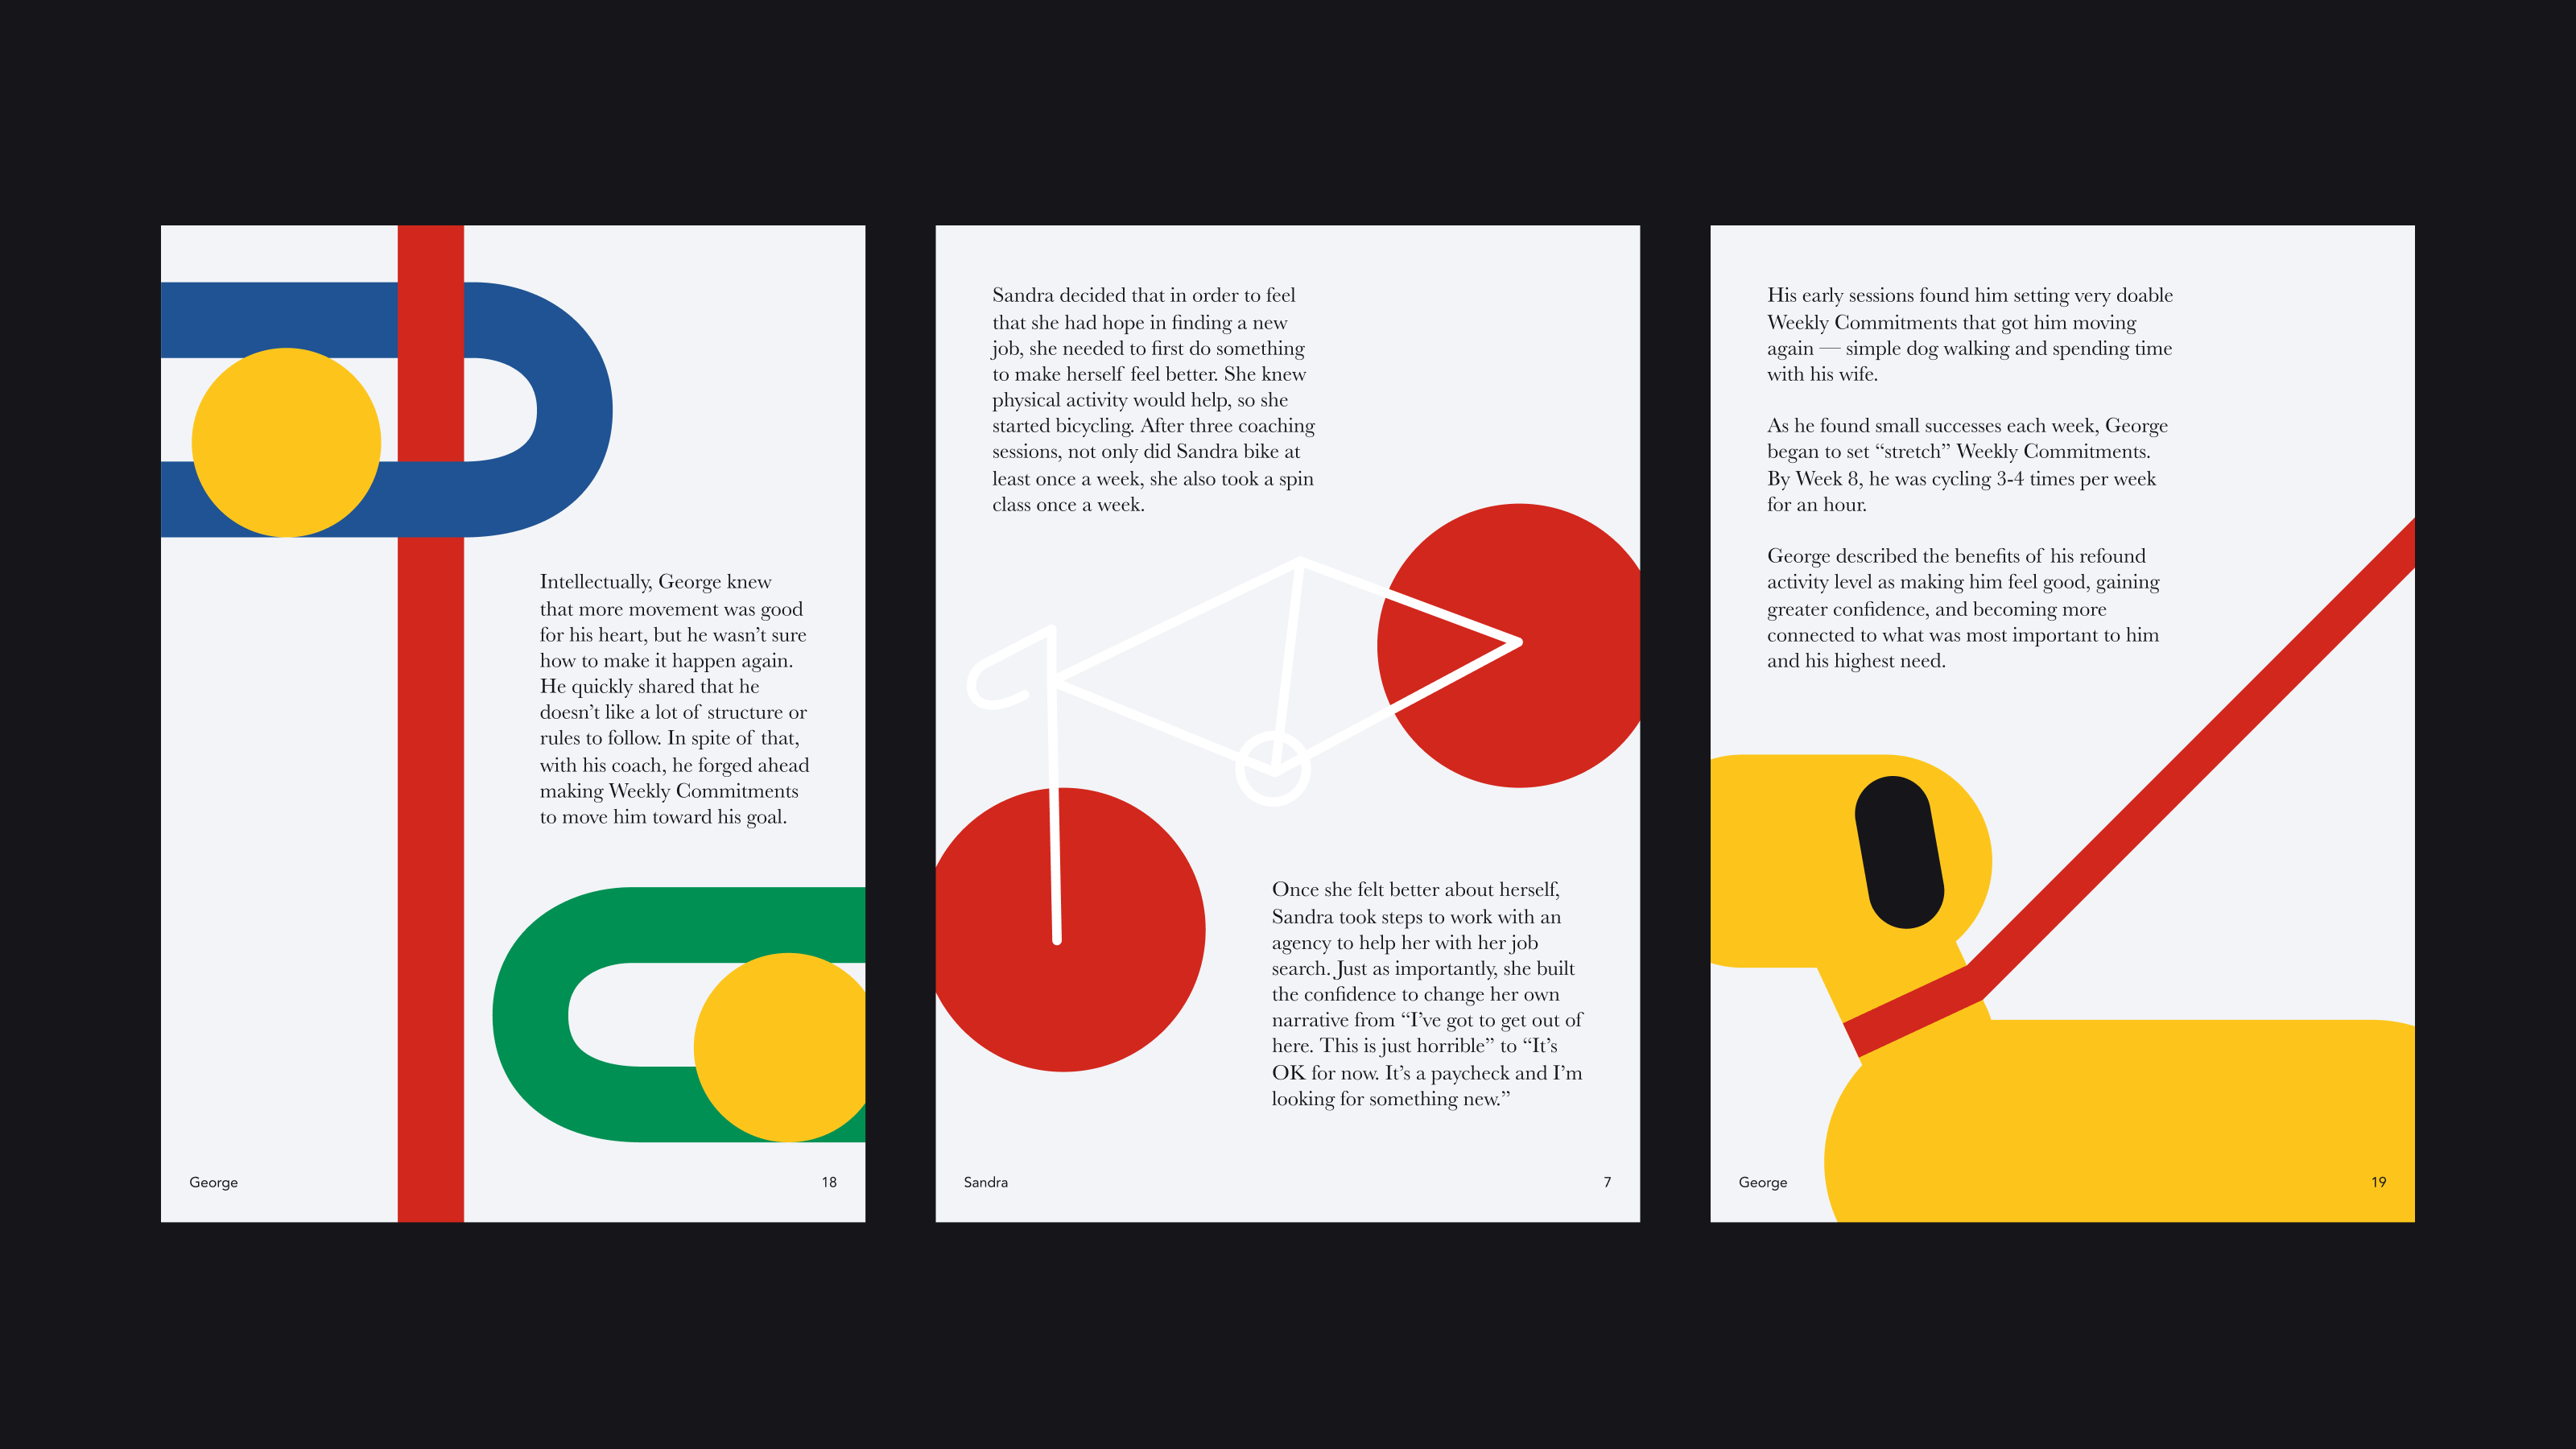 Intellectually, George knew
that more movement was good
for his heart, but he wasn’t sure
how to make it happen again.
He quickly shared that he
doesn’t like a lot of structure or
rules to follow. In spite of that,
with his coach, he forged ahead
making Weekly Commitments
to move him toward his goal.
George
18
Sandra decided that in order to feel
that she had hope in finding a new
job, she needed to first do something
to make herself feel better. She knew
physical activity would help, so she
started bicycling. After three coaching
sessions, not only did Sandra bike at
least once a week, she also took a spin
class once a week.
Once she felt better about herself,
Sandra took steps to work with an
agency to help her with her job
search. Just as importantly, she built
the confidence to change her own
narrative from “I’ve got to get out of
here. This is just horrible” to “It’s
OK for now. It’s a paycheck and I’m
looking for something new.”
Sandra
7
His early sessions found him setting very doable
Weekly Commitments that got him moving
again — simple dog walking and spending time
with his wife.
As he found small successes each week, George
began to set “stretch” Weekly Commitments.
By Week 8, he was cycling 3-4 times per week
for an hour.
George described the benefits of his refound
activity level as making him feel good, gaining
greater confidence, and becoming more
connected to what was most important to him
and his highest need.
George
19